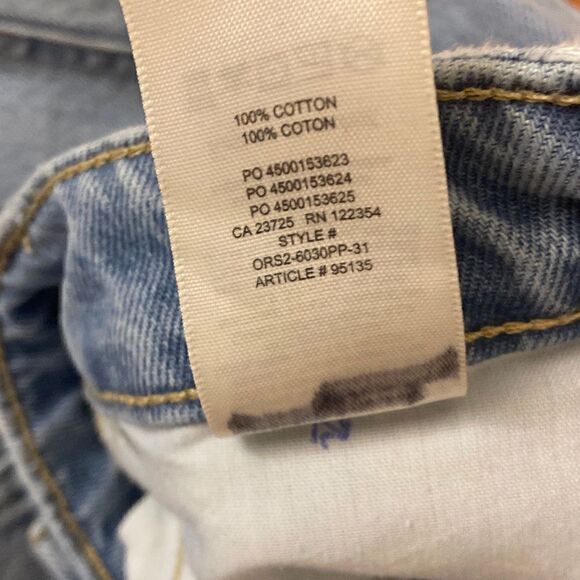 100% COTTON
100% COTON
PO 4500153623
PO 4500153624
PO 4500153625
CA 23725 RN 122354
STYLE #
ORS2-6030PP-31
ARTICLE # 95135